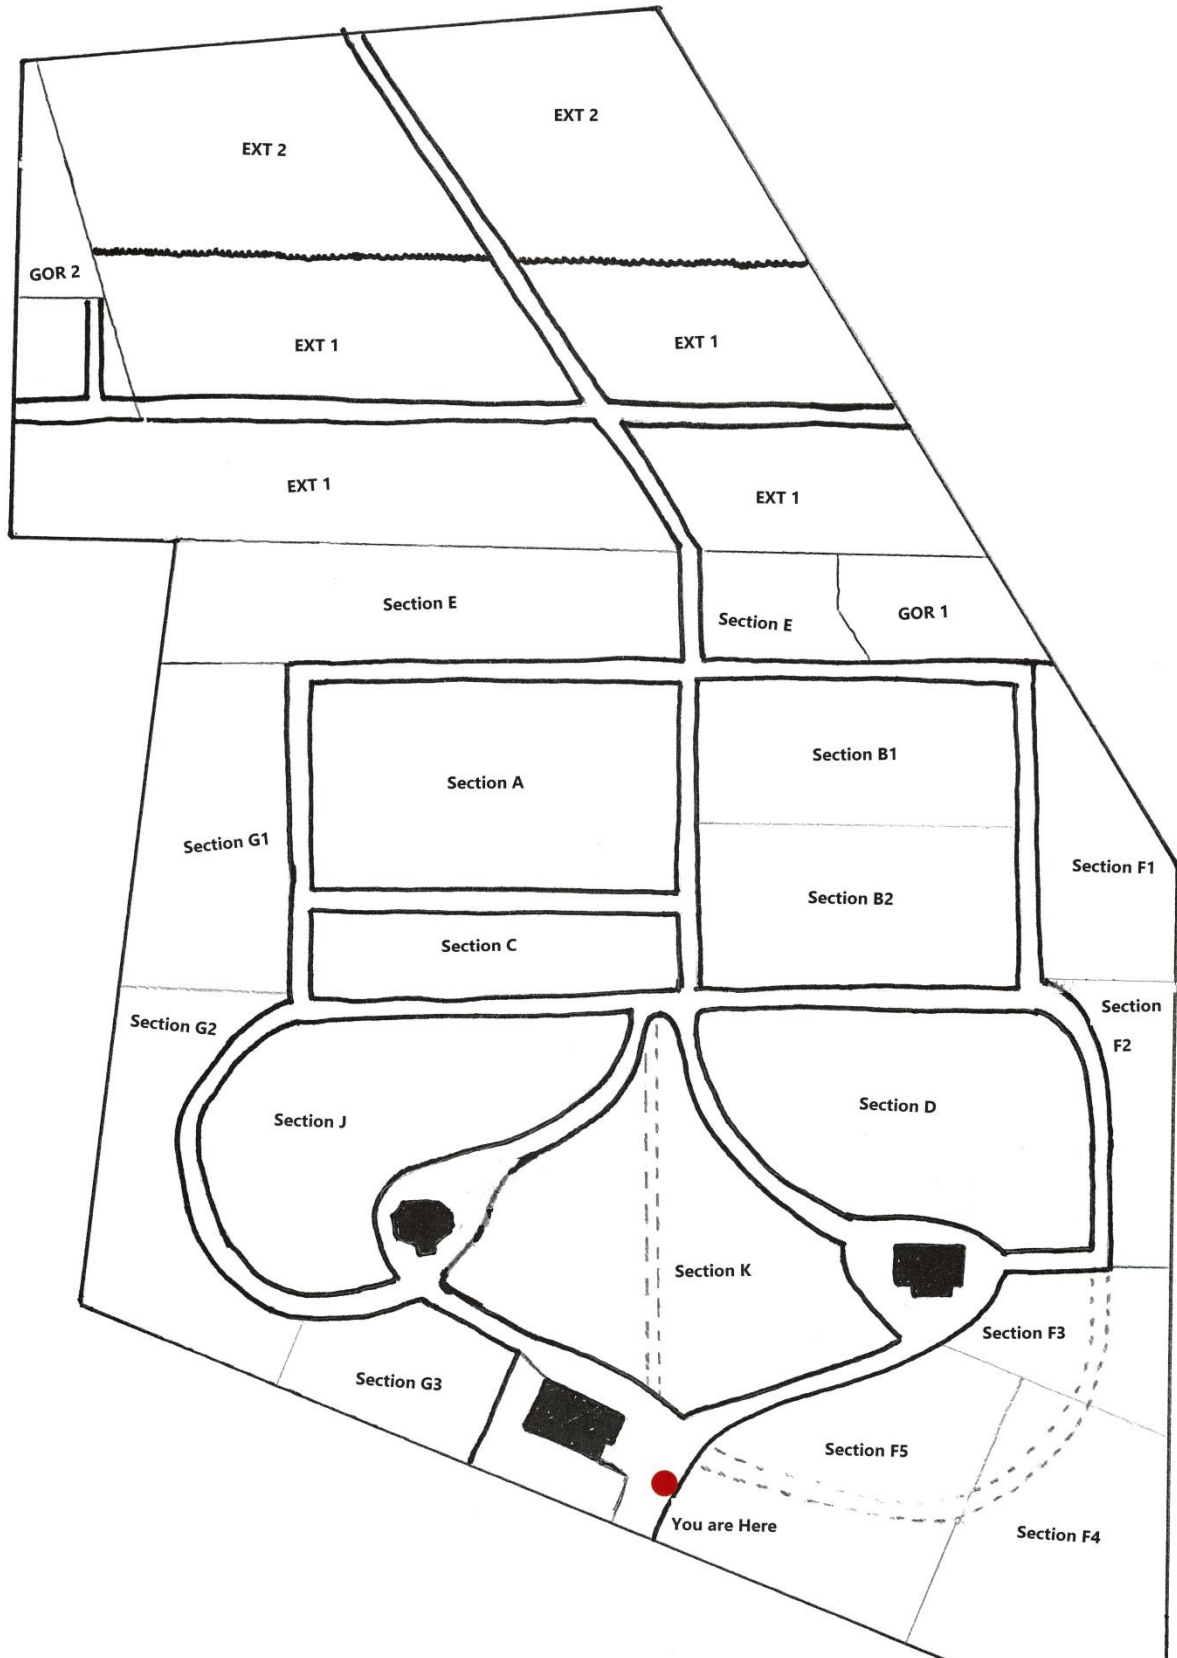 EXT 2
EXT 2
GOR 2
EXT 1
EXT 1
EXT 1
EXT 1
Section E
Section E
GOR 1
Section A
Section B1
Section G1
Section F1
Section B2
Section C
Section G2
Section
F2
Section J
Section D
Section K
Section F3
Section G3
Section F5
You are Here
Section F4